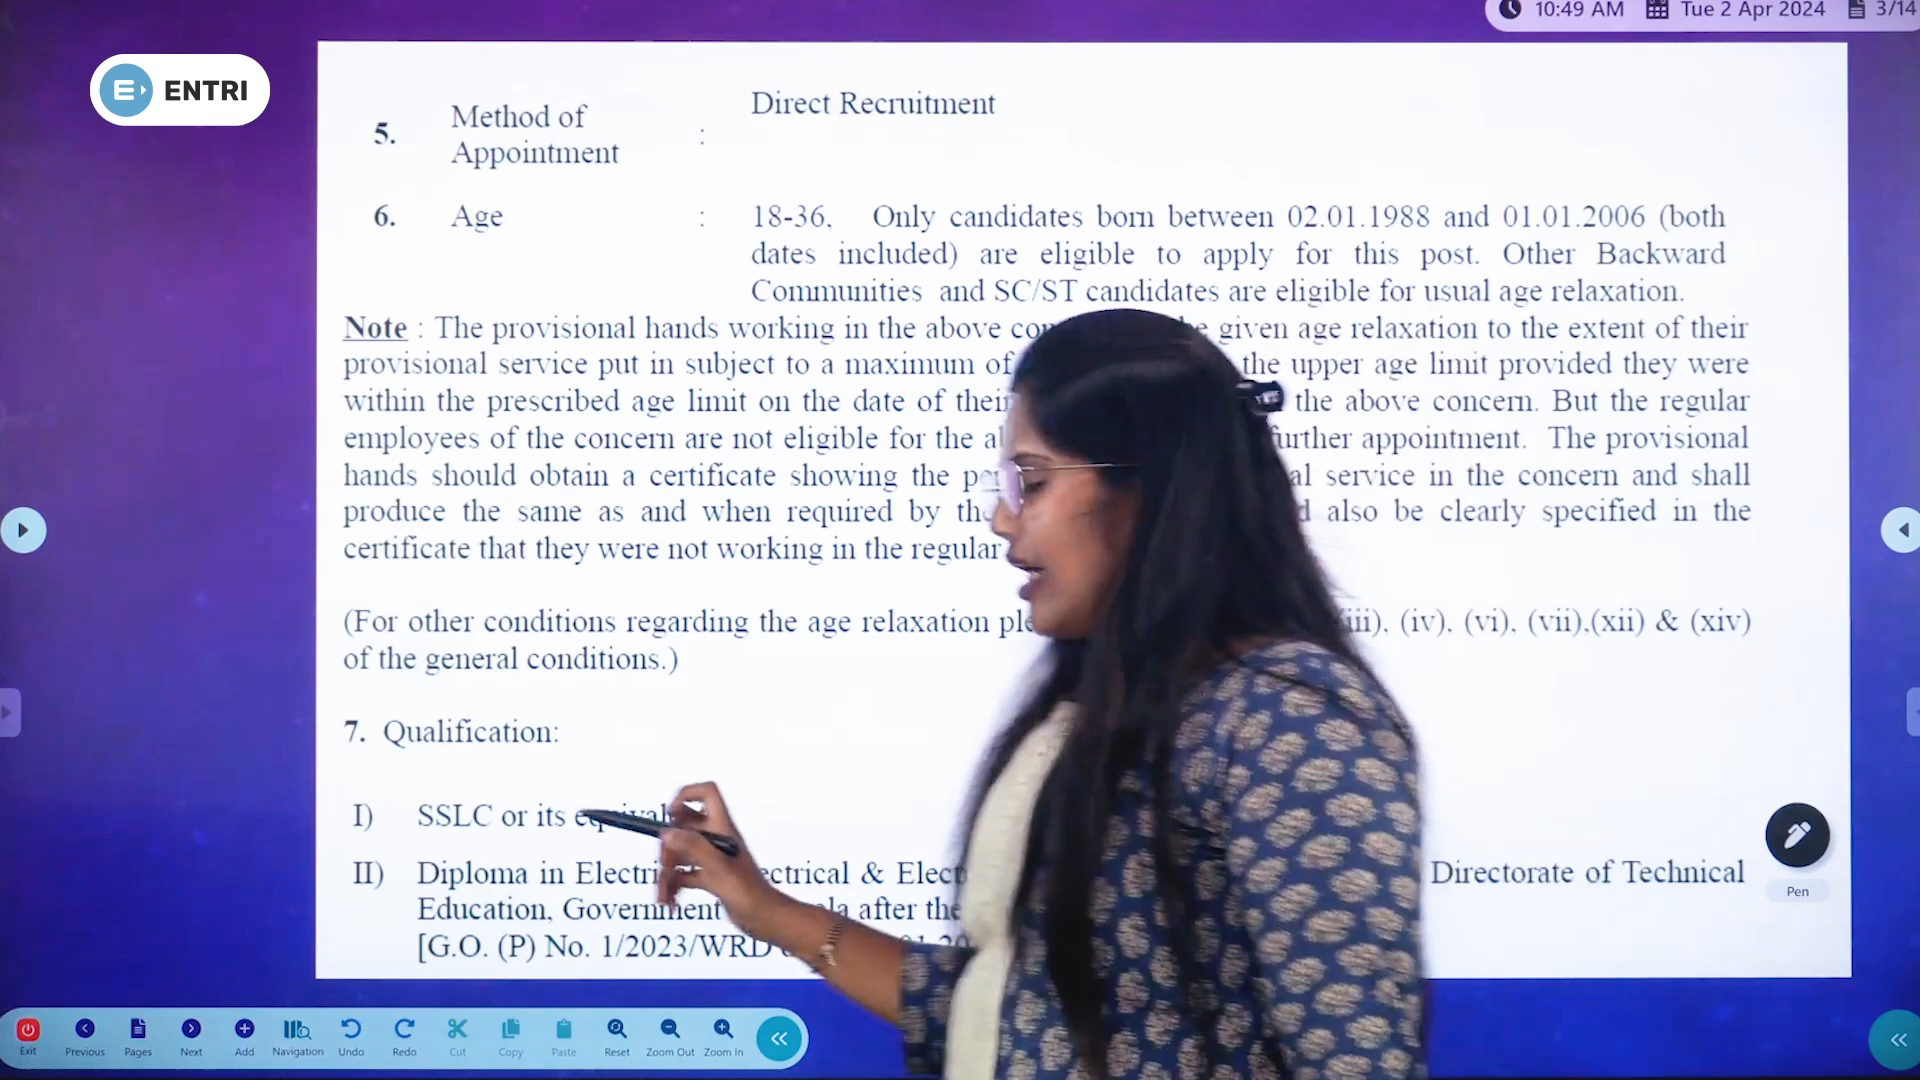 10:49 AM Tue 2 Apr 2024 3/14
ENTRI
Direct Recruitment
5. Method of :
Appointment
6. Age : 18-36, Only candidates born between 02.01.1988 and 01.01.2006 (both
dates included) are eligible to apply for this post. Other Backward
Communities and SC/ST candidates are eligible for usual age relaxation.
Note : The provisional hands working in the above given age relaxation to the extent of their
provisional service put in subject to a maximum of the upper age limit provided they were
within the prescribed age limit on the date of their the above concern. But the regular
employees of the concern are not eligible for the further appointment. The provisional
hands should obtain a certificate showing the service in the concern and shall
produce the same as and when required by the also be clearly specified in the
certificate that they were not working in the regular
(For other conditions regarding the age relaxation (iv), (vi), (vii),(xii) & (xiv)
of the general conditions.)
7. Qualification:
I) SSLC or its
II) Diploma in & Directorate of Technical
Education, Government after the
[G.O. (P) No. 1/2023/WRD
Pen
Exit Previous Pages Next Add Navigation Undo Redo Cut Copy Paste Reset Zoom Out Zoom In